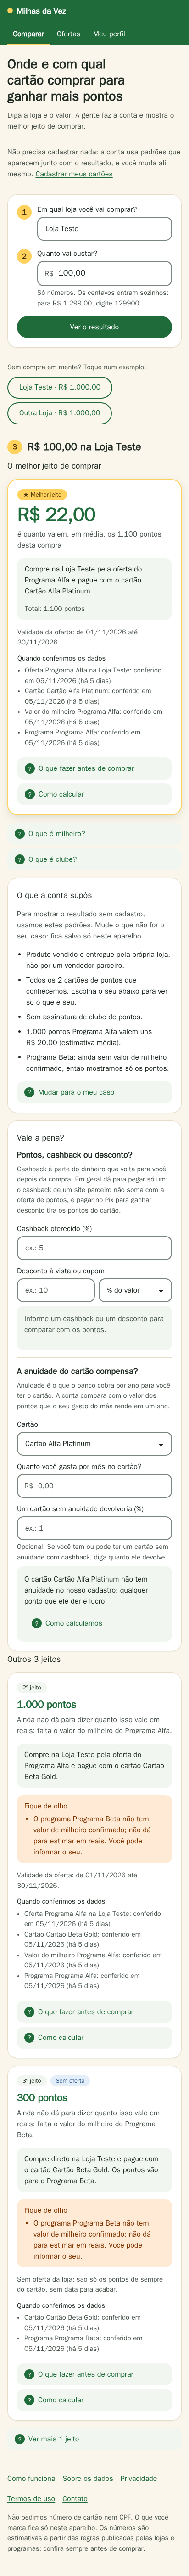 Milhas da Vez
Comparar Ofertas Meu perfil
Onde e com qual
cartão comprar para
ganhar mais pontos
Diga a loja e o valor. A gente faz a conta e mostra o
melhor jeito de comprar.
Não precisa cadastrar nada: a conta usa padrões que
aparecem junto com o resultado, e você muda ali
mesmo. Cadastrar meus cartões
1 Em qual loja você vai comprar?
Loja Teste
2 Quanto vai custar?
R$ 100,00
Só números. Os centavos entram sozinhos:
para R$ 1.299,00, digite 129900.
Ver o resultado
Sem compra em mente? Toque num exemplo:
Loja Teste · R$ 1.000,00
Outra Loja · R$ 1.000,00
3 R$ 100,00 na Loja Teste
O melhor jeito de comprar
★ Melhor jeito
R$ 22,00
é quanto valem, em média, os 1.100 pontos
desta compra
Compre na Loja Teste pela oferta do
Programa Alfa e pague com o cartão
Cartão Alfa Platinum.
Total: 1.100 pontos
Validade da oferta: de 01/11/2026 até
30/11/2026.
Quando conferimos os dados
• Oferta Programa Alfa na Loja Teste: conferido
em 05/11/2026 (há 5 dias)
• Cartão Cartão Alfa Platinum: conferido em
05/11/2026 (há 5 dias)
• Valor do milheiro Programa Alfa: conferido em
05/11/2026 (há 5 dias)
• Programa Programa Alfa: conferido em
05/11/2026 (há 5 dias)
? O que fazer antes de comprar
? Como calcular
? O que é milheiro?
? O que é clube?
O que a conta supôs
Para mostrar o resultado sem cadastro,
usamos estes padrões. Mude o que não for o
seu caso: fica salvo só neste aparelho.
• Produto vendido e entregue pela própria loja,
não por um vendedor parceiro.
• Todos os 2 cartões de pontos que
conhecemos. Escolha o seu abaixo para ver
só o que é seu.
• Sem assinatura de clube de pontos.
• 1.000 pontos Programa Alfa valem uns
R$ 20,00 (estimativa média).
• Programa Beta: ainda sem valor de milheiro
confirmado, então mostramos só os pontos.
? Mudar para o meu caso
Vale a pena?
Pontos, cashback ou desconto?
Cashback é parte do dinheiro que volta para você
depois da compra. Em geral dá para pegar só um:
o cashback de um site parceiro não soma com a
oferta de pontos, e pagar no Pix para ganhar
desconto tira os pontos do cartão.
Cashback oferecido (%)
ex.: 5
Desconto à vista ou cupom
ex.: 10 % do valor
Informe um cashback ou um desconto para
comparar com os pontos.
A anuidade do cartão compensa?
Anuidade é o que o banco cobra por ano para você
ter o cartão. A conta compara com o valor dos
pontos que o seu gasto do mês rende em um ano.
Cartão
Cartão Alfa Platinum
Quanto você gasta por mês no cartão?
R$ 0,00
Um cartão sem anuidade devolveria (%)
ex.: 1
Opcional. Se você tem ou pode ter um cartão sem
anuidade com cashback, diga quanto ele devolve.
O cartão Cartão Alfa Platinum não tem
anuidade no nosso cadastro: qualquer
ponto que ele der é lucro.
? Como calculamos
Outros 3 jeitos
2º jeito
1.000 pontos
Ainda não dá para dizer quanto isso vale em
reais: falta o valor do milheiro do Programa Alfa.
Compre na Loja Teste pela oferta do
Programa Alfa e pague com o cartão Cartão
Beta Gold.
Fique de olho
• O programa Programa Beta não tem
valor de milheiro confirmado; não dá
para estimar em reais. Você pode
informar o seu.
Validade da oferta: de 01/11/2026 até
30/11/2026.
Quando conferimos os dados
• Oferta Programa Alfa na Loja Teste: conferido
em 05/11/2026 (há 5 dias)
• Cartão Cartão Beta Gold: conferido em
05/11/2026 (há 5 dias)
• Valor do milheiro Programa Alfa: conferido em
05/11/2026 (há 5 dias)
• Programa Programa Alfa: conferido em
05/11/2026 (há 5 dias)
? O que fazer antes de comprar
? Como calcular
3º jeito Sem oferta
300 pontos
Ainda não dá para dizer quanto isso vale em
reais: falta o valor do milheiro do Programa
Beta.
Compre direto na Loja Teste e pague com
o cartão Cartão Beta Gold. Os pontos vão
para o Programa Beta.
Fique de olho
• O programa Programa Beta não tem
valor de milheiro confirmado; não dá
para estimar em reais. Você pode
informar o seu.
Sem oferta da loja: são só os pontos de sempre
do cartão, sem data para acabar.
Quando conferimos os dados
• Cartão Cartão Beta Gold: conferido em
05/11/2026 (há 5 dias)
• Programa Programa Beta: conferido em
05/11/2026 (há 5 dias)
? O que fazer antes de comprar
? Como calcular
? Ver mais 1 jeito
Como funciona Sobre os dados Privacidade
Termos de uso Contato
Não pedimos número de cartão nem CPF. O que você
marca fica só neste aparelho. Os números são
estimativas a partir das regras publicadas pelas lojas e
programas: confira sempre antes de comprar.